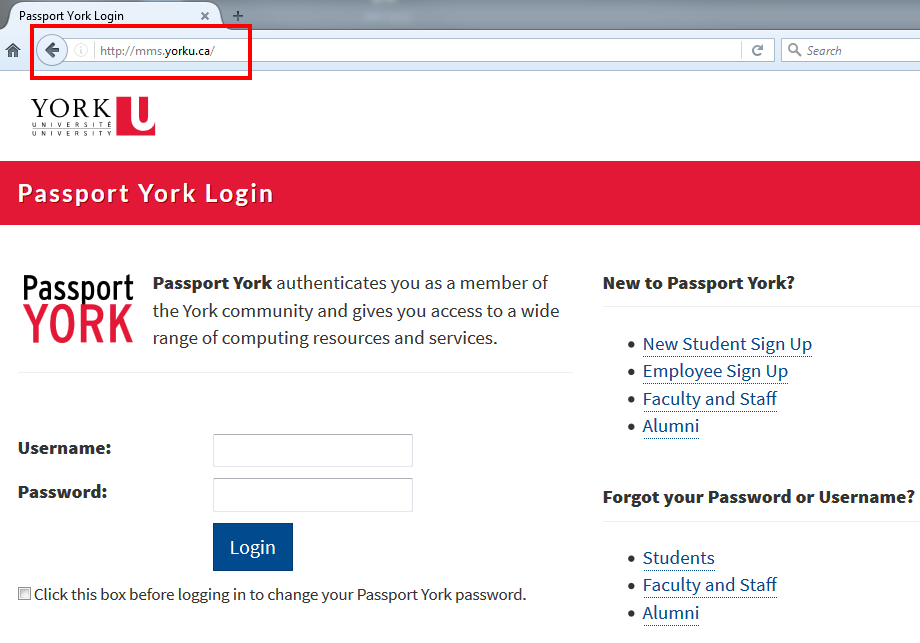 Passport York Login
http://mms.yorku.ca/
Search
YORK U
UNIVERSITÉ
UNIVERSITY
Passport York Login
Passport
YORK
Passport York authenticates you as a member of
the York community and gives you access to a wide
range of computing resources and services.
Username:
Password:
Login
Click this box before logging in to change your Passport York password.
New to Passport York?
New Student Sign Up
Employee Sign Up
Faculty and Staff
Alumni
Forgot your Password or Username?
Students
Faculty and Staff
Alumni